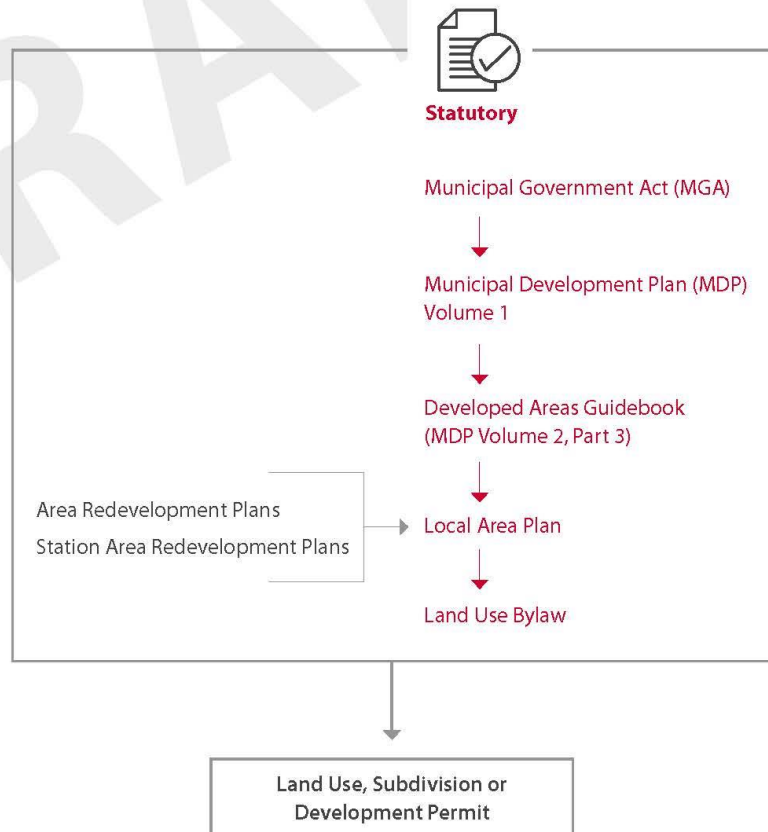 Statutory
Municipal Government Act (MGA)
Municipal Development Plan (MDP)
Volume 1
Developed Areas Guidebook
(MDP Volume 2, Part 3)
Area Redevelopment Plans
Station Area Redevelopment Plans
Local Area Plan
Land Use Bylaw
Land Use, Subdivision or
Development Permit